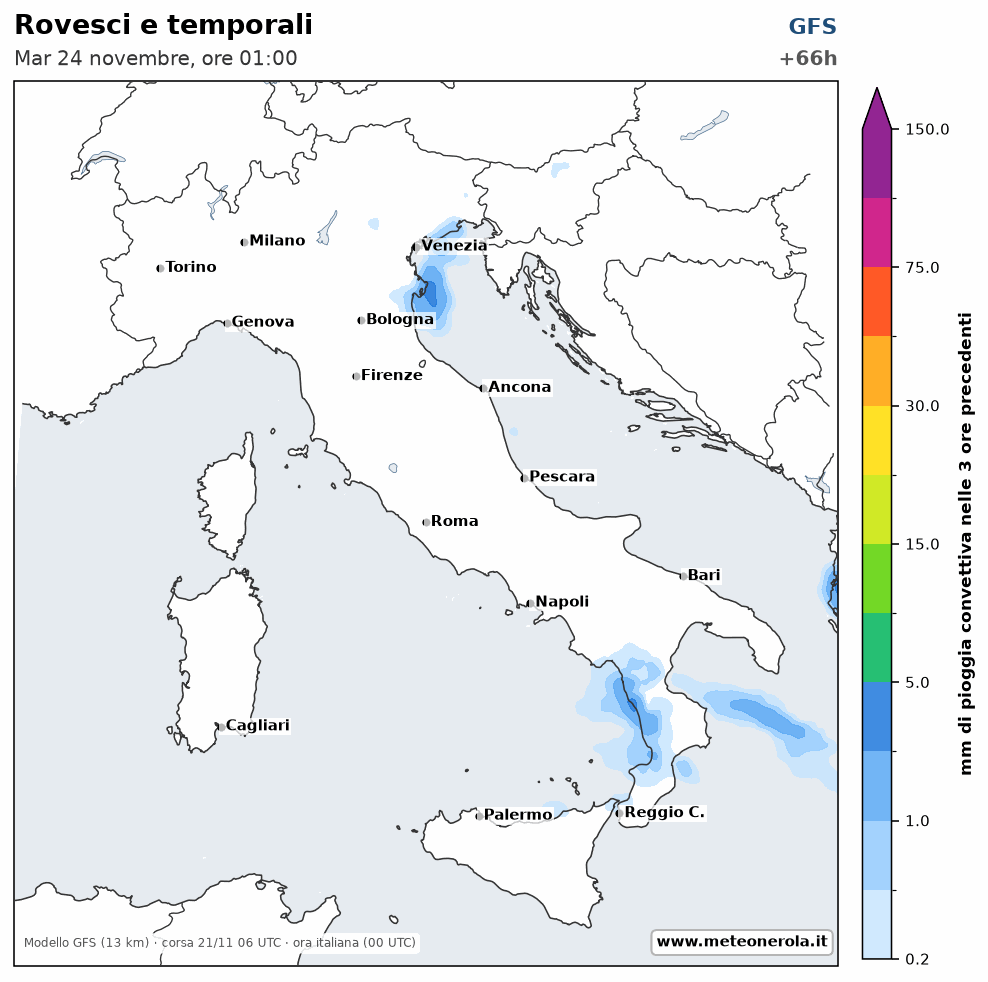 Rovesci e temporali
GFS
Mar 24 novembre, ore 01:00
+66h
150.0
75.0
30.0
15.0
5.0
1.0
0.2
mm di pioggia convettiva nelle 3 ore precedenti
Milano
Venezia
Torino
Genova
Bologna
Firenze
Ancona
Pescara
Roma
Bari
Napoli
Cagliari
Palermo
Reggio C.
Modello GFS (13 km) · corsa 21/11 06 UTC · ora italiana (00 UTC)
www.meteonerola.it